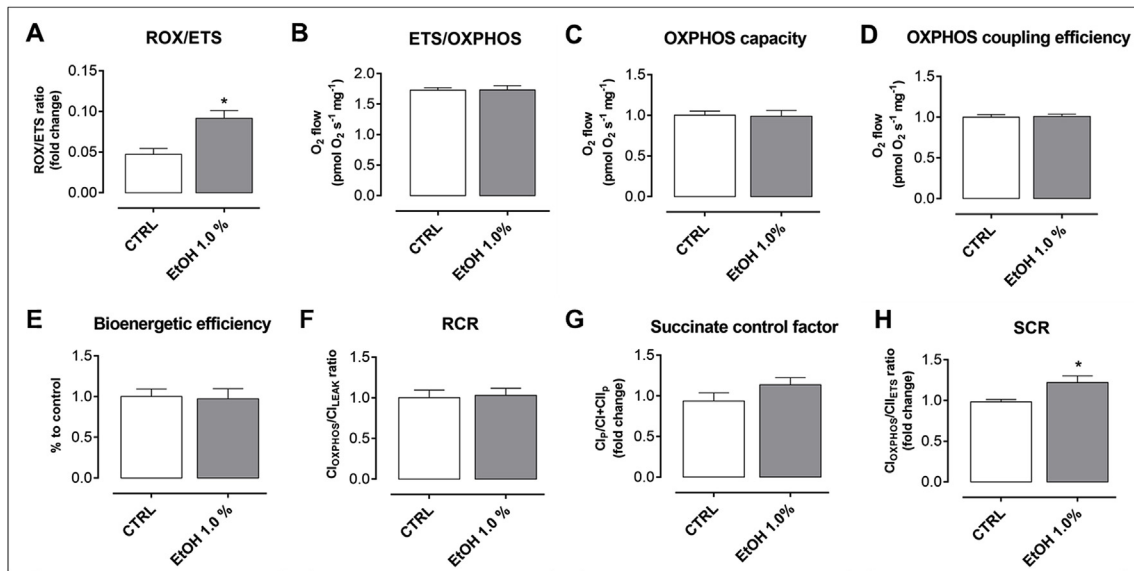 A
ROX/ETS
ROX/ETS ratio
(fold change)
0.15
0.10
0.05
0.00
*
CTRL
EtOH 1.0 %
B
ETS/OXPHOS
O2 flow
(pmol O2 s-1 mg-1)
2.0
1.5
1.0
0.5
0.0
CTRL
EtOH 1.0%
C
OXPHOS capacity
O2 flow
(pmol O2 s-1 mg-1)
1.5
1.0
0.5
0.0
CTRL
EtOH 1.0%
D
OXPHOS coupling efficiency
O2 flow
(pmol O2 s-1 mg-1)
1.5
1.0
0.5
0.0
CTRL
EtOH 1.0 %
E
Bioenergetic efficiency
% to control
1.5
1.0
0.5
0.0
CTRL
EtOH 1.0 %
F
RCR
CIOXPHOS/CILEAK ratio
1.5
1.0
0.5
0.0
CTRL
EtOH 1.0 %
G
Succinate control factor
CIP/CI+CIIp
(fold change)
1.5
1.0
0.5
0.0
CTRL
EtOH 1.0 %
H
SCR
CIOXPHOS/CIIETS ratio
(fold change)
1.5
1.0
0.5
0.0
*
CTRL
EtOH 1.0%